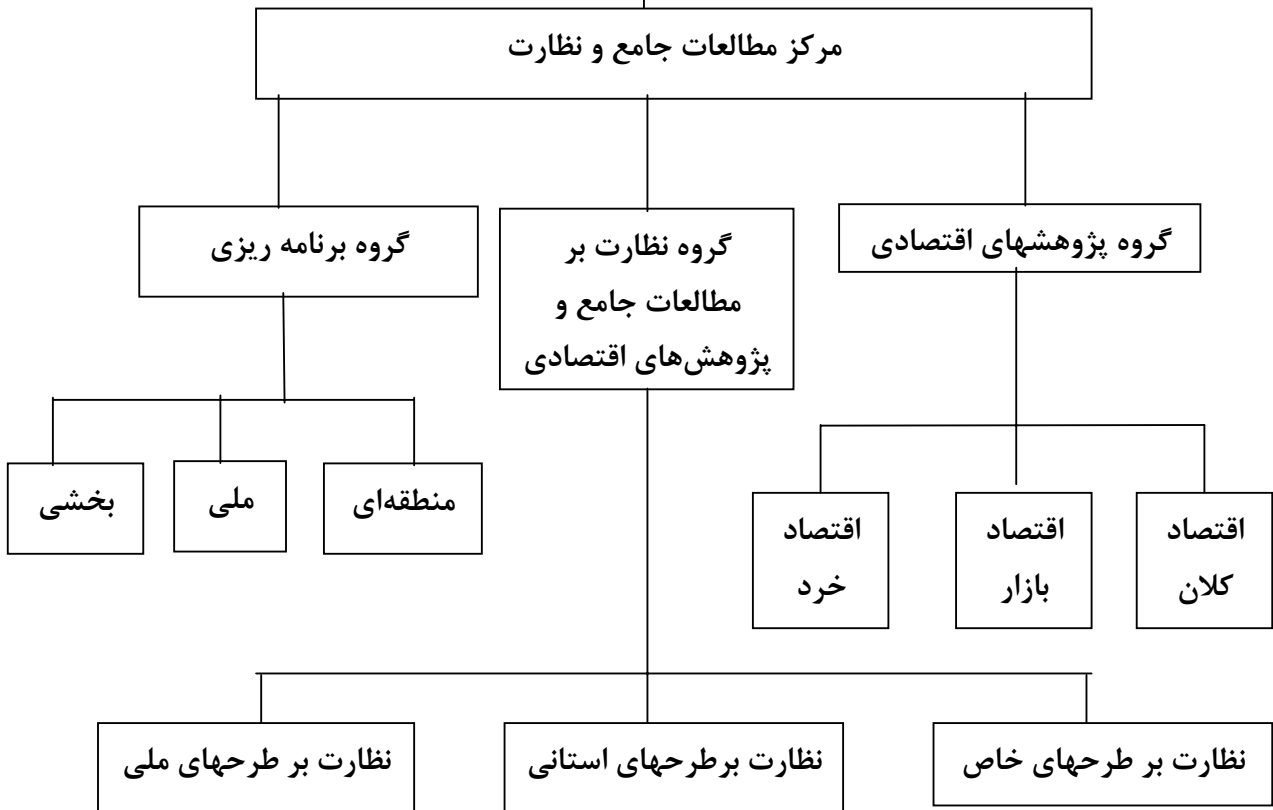 مرکز مطالعات جامع و نظارت
گروه پژوهشهای اقتصادی
گروه نظارت بر
مطالعات جامع و
پژوهش‌های اقتصادی
گروه برنامه ریزی
اقتصاد
کلان
اقتصاد
بازار
اقتصاد
خرد
منطقه‌ای
ملی
بخشی
نظارت بر طرحهای خاص
نظارت برطرحهای استانی
نظارت بر طرحهای ملی